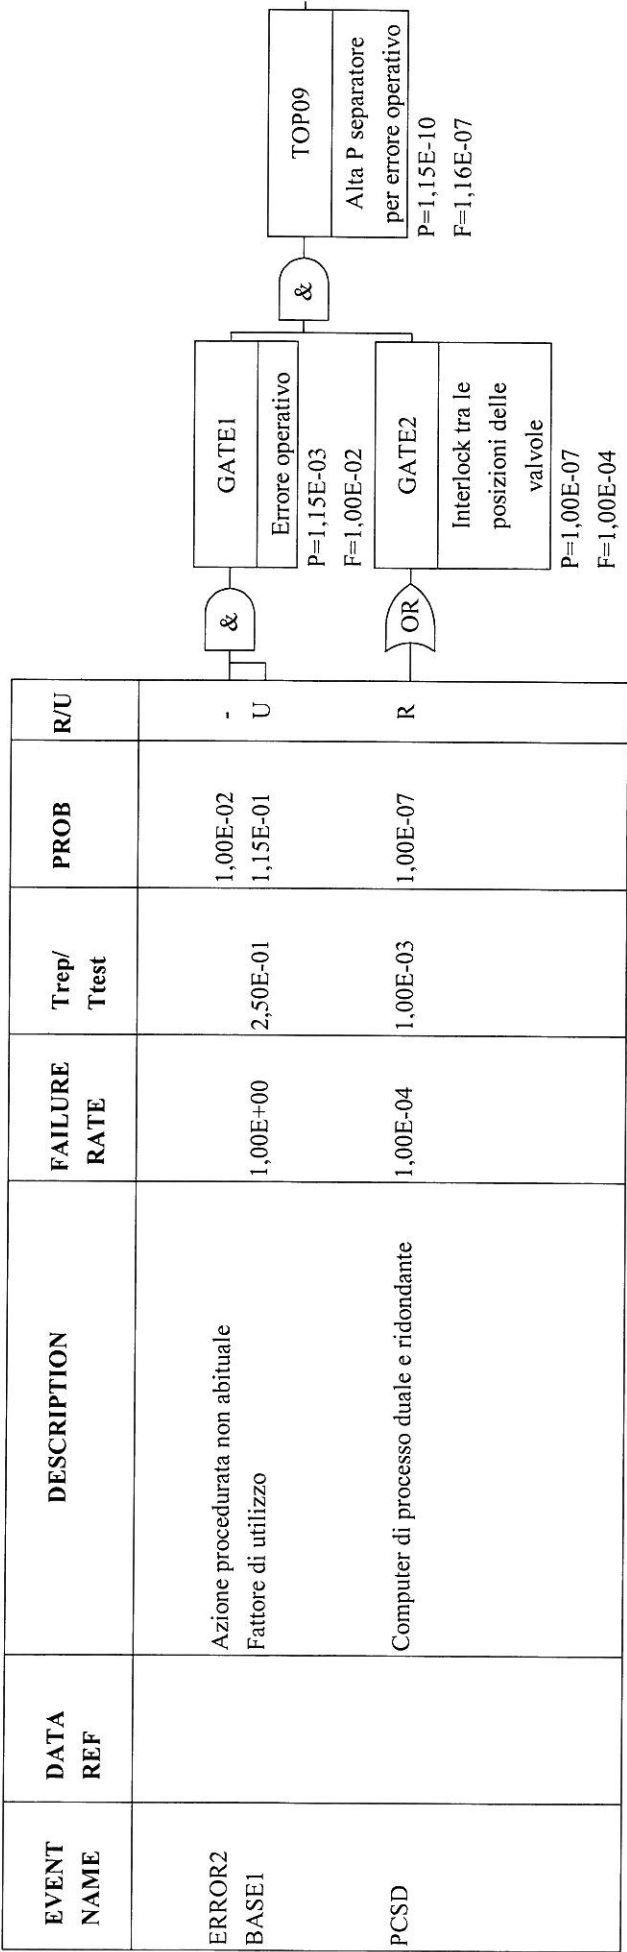 EVENT NAME
DATA REF
DESCRIPTION
FAILURE RATE
Trep/ Ttest
PROB
R/U
ERROR2
Azione procedurata non abituale
1,00E-02
-
BASE1
Fattore di utilizzo
1,00E+00
2,50E-01
1,15E-01
U
PCSD
Computer di processo duale e ridondante
1,00E-04
1,00E-03
1,00E-07
R
&
GATE1
Errore operativo
P=1,15E-03
F=1,00E-02
OR
GATE2
Interlock tra le
posizioni delle
valvole
P=1,00E-07
F=1,00E-04
&
TOP09
Alta P separatore
per errore operativo
P=1,15E-10
F=1,16E-07